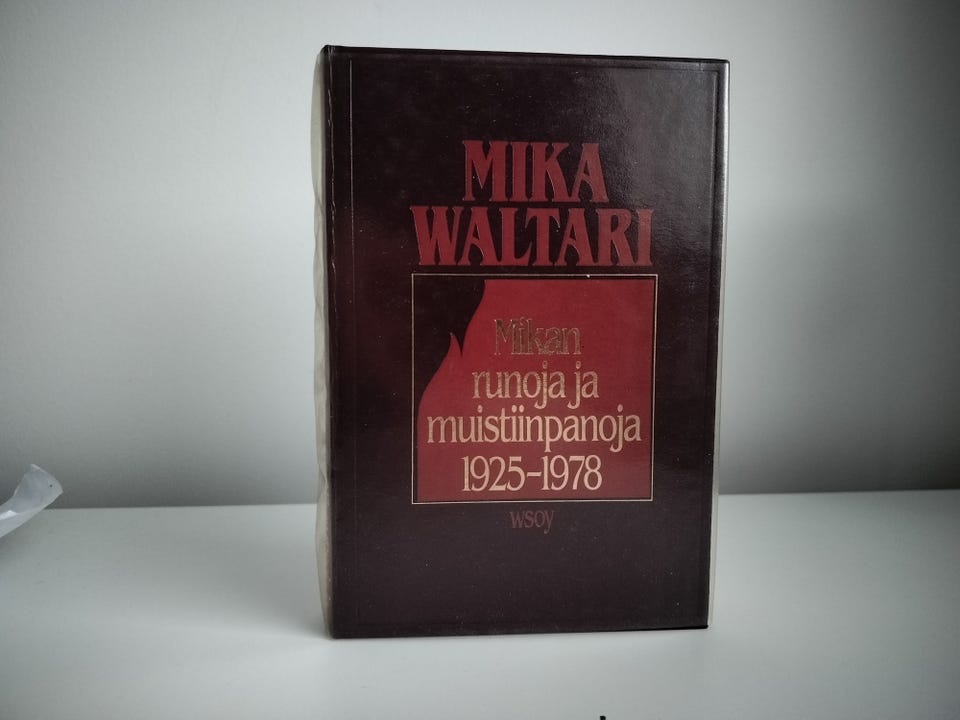 MIKA
WALTARI
Mikan
runoja ja
muistiinpanoja
1925-1978
wsoy